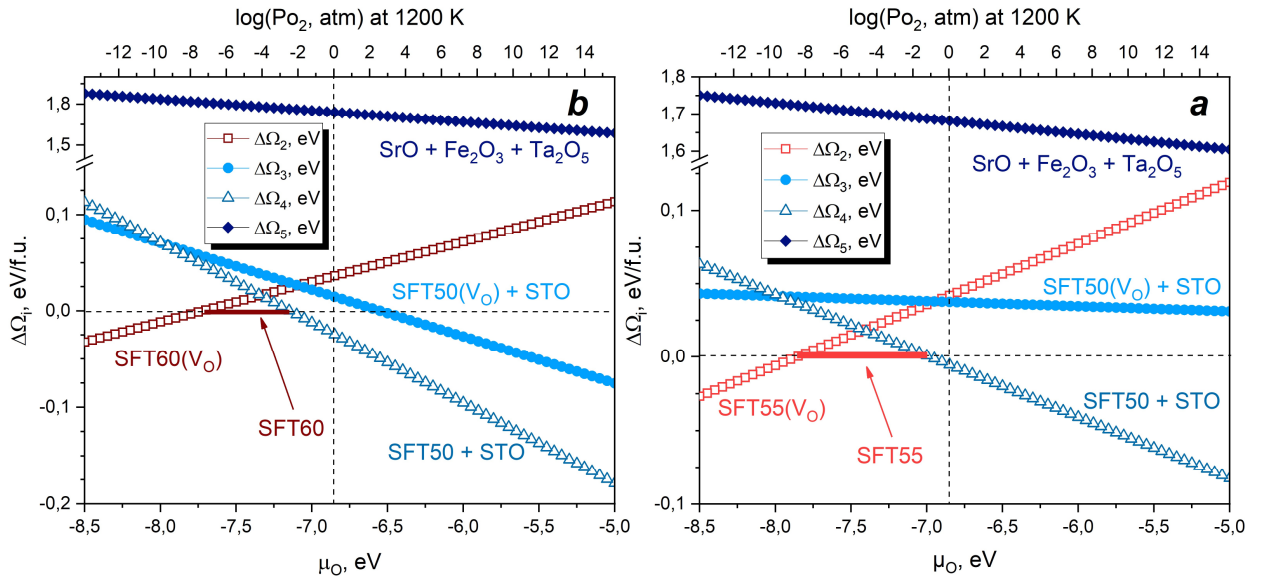 log(Po₂, atm) at 1200 K
-12 -10 -8 -6 -4 -2 0 2 4 6 8 10 12 14
b
1,8
1,5
0,1
0,0
-0,1
-0,2
ΔΩᵢ, eV/f.u.
ΔΩ₂, eV
ΔΩ₃, eV
ΔΩ₄, eV
ΔΩ₅, eV
SrO + Fe₂O₃ + Ta₂O₅
SFT50(V_O) + STO
SFT60(V_O)
SFT60
SFT50 + STO
-8,5 -8,0 -7,5 -7,0 -6,5 -6,0 -5,5 -5,0
μ_O, eV
log(Po₂, atm) at 1200 K
-12 -10 -8 -6 -4 -2 0 2 4 6 8 10 12 14
a
1,8
1,7
1,6
0,1
0,0
-0,1
ΔΩᵢ, eV/f.u.
ΔΩ₂, eV
ΔΩ₃, eV
ΔΩ₄, eV
ΔΩ₅, eV
SrO + Fe₂O₃ + Ta₂O₅
SFT50(V_O) + STO
SFT55(V_O)
SFT50 + STO
SFT55
-8,5 -8,0 -7,5 -7,0 -6,5 -6,0 -5,5 -5,0
μ_O, eV